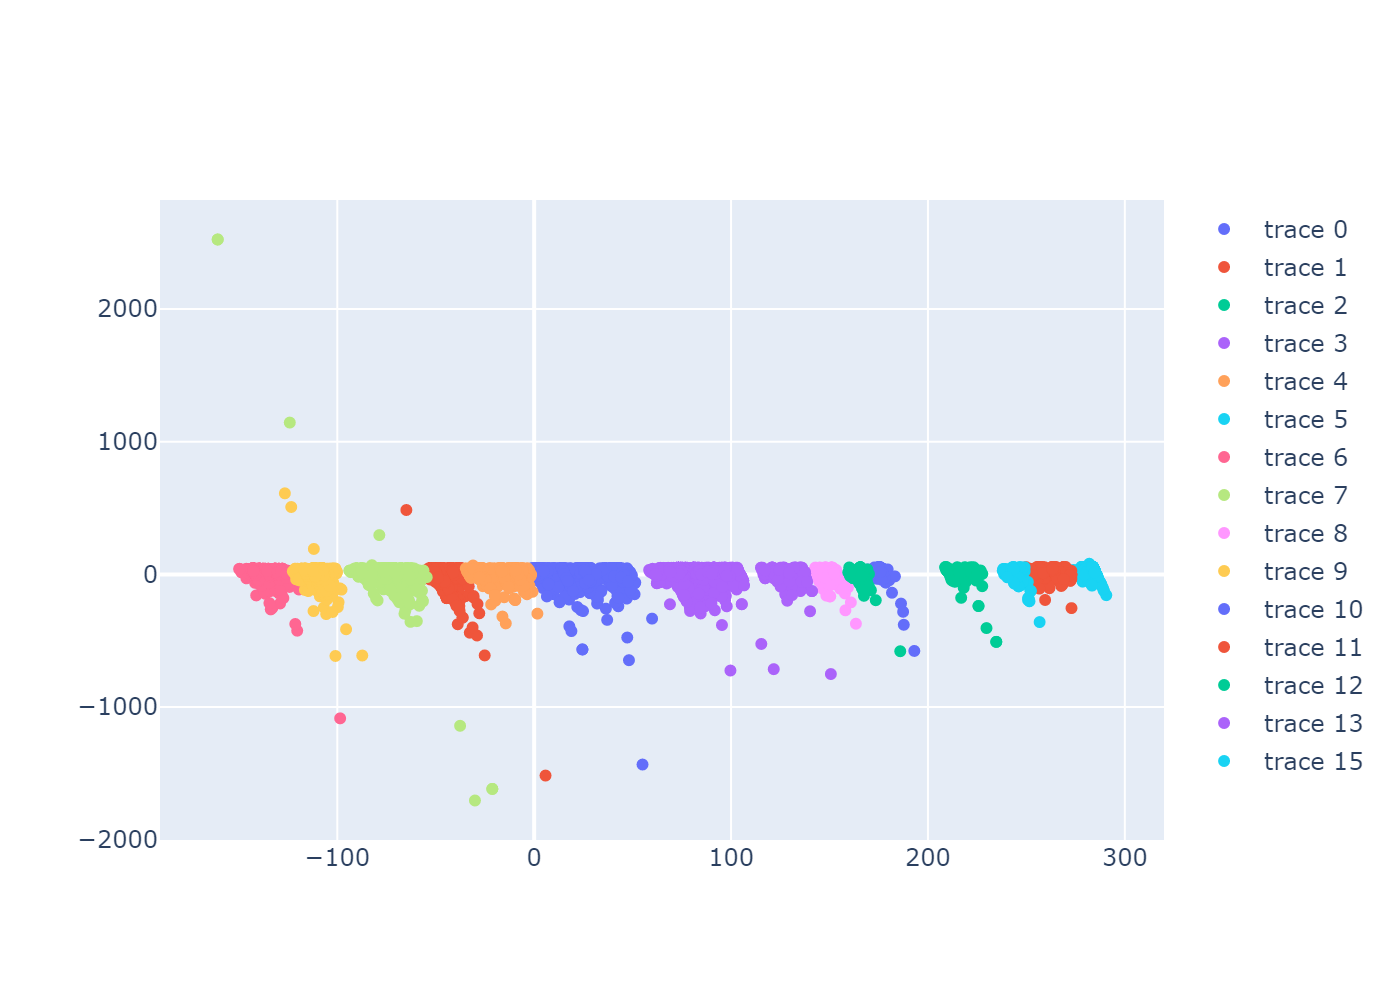 2000
1000
0
−1000
−2000
−100
0
100
200
300
trace 0
trace 1
trace 2
trace 3
trace 4
trace 5
trace 6
trace 7
trace 8
trace 9
trace 10
trace 11
trace 12
trace 13
trace 15